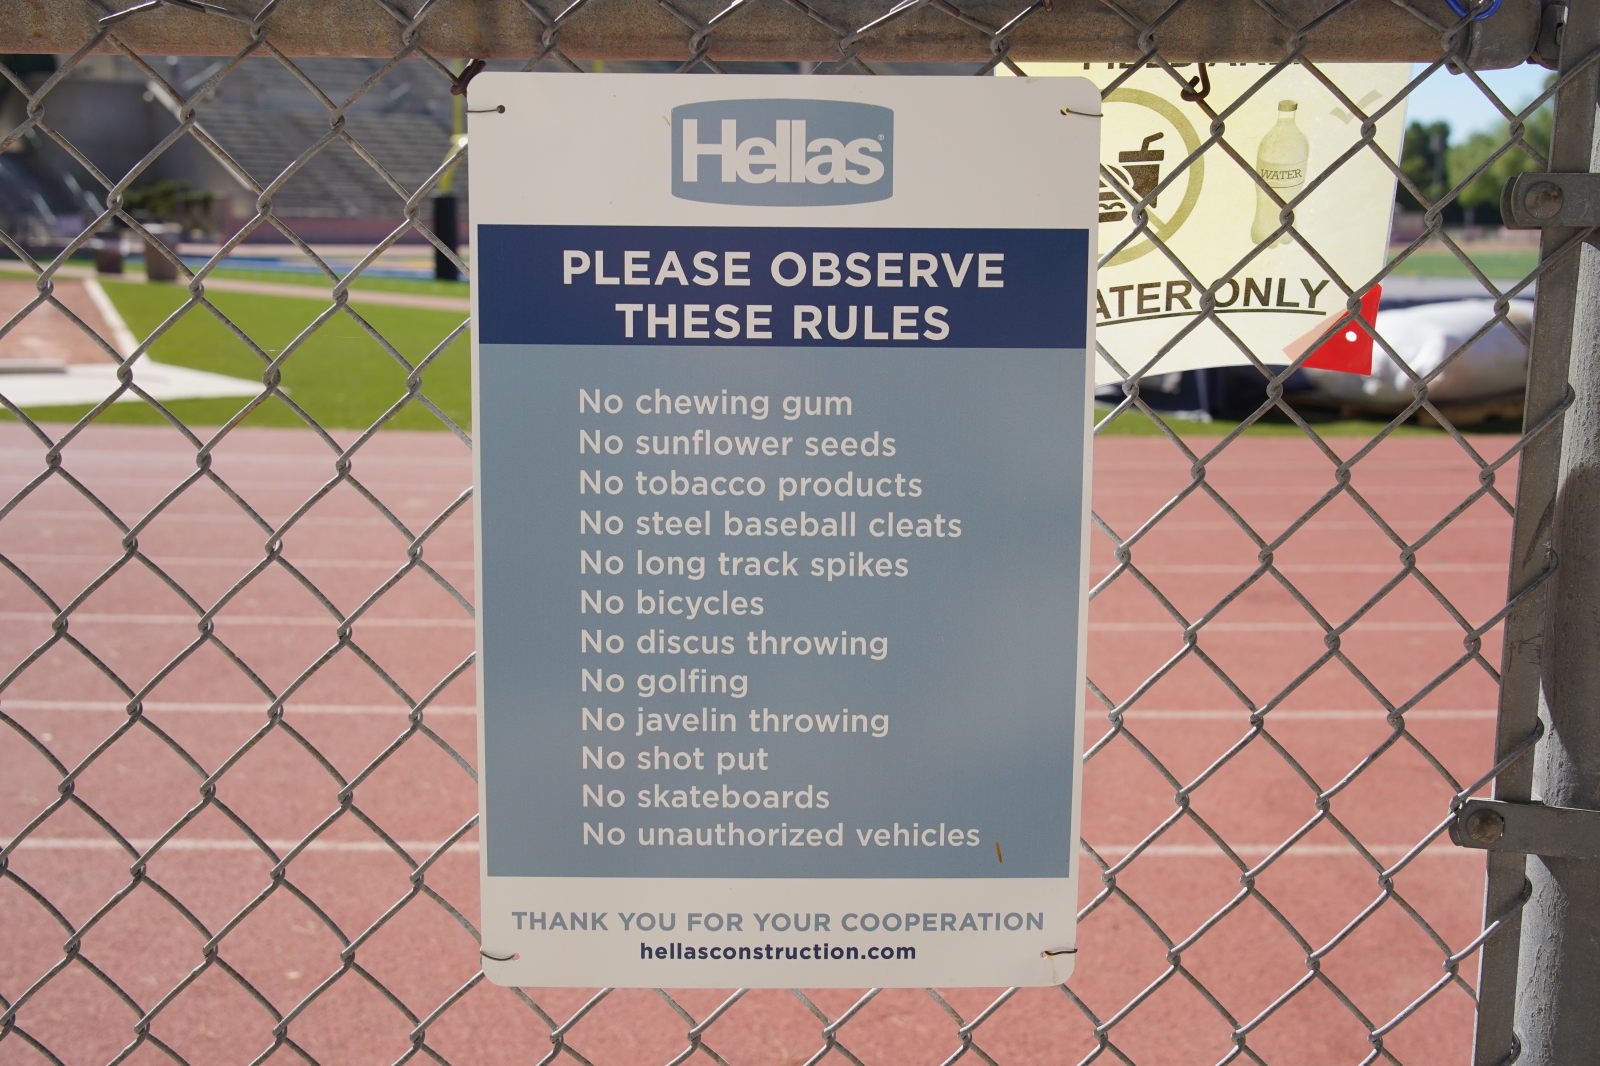 Hellas
PLEASE OBSERVE
THESE RULES
No chewing gum
No sunflower seeds
No tobacco products
No steel baseball cleats
No long track spikes
No bicycles
No discus throwing
No golfing
No javelin throwing
No shot put
No skateboards
No unauthorized vehicles
THANK YOU FOR YOUR COOPERATION
hellasconstruction.com
WATER
ATER ONLY